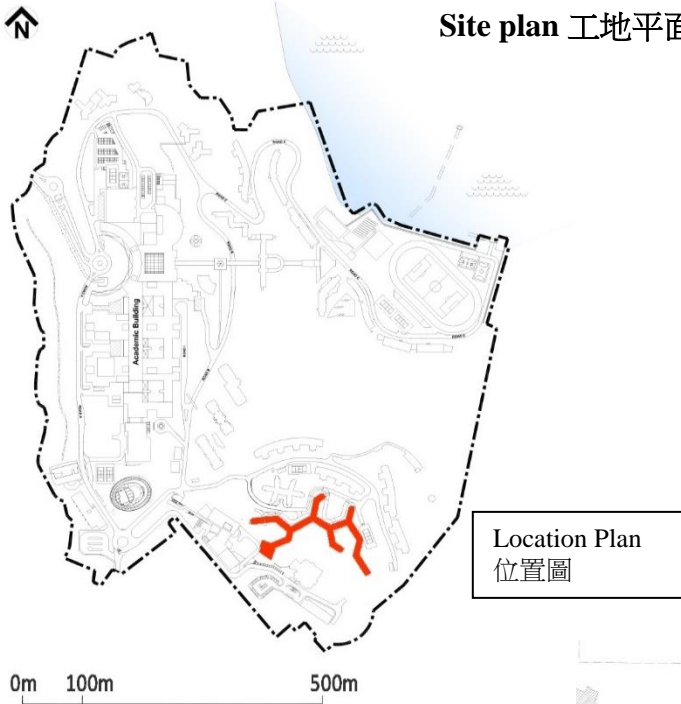 N
Site plan 工地平面
Academic Building
Location Plan
位置圖
0m 100m 500m